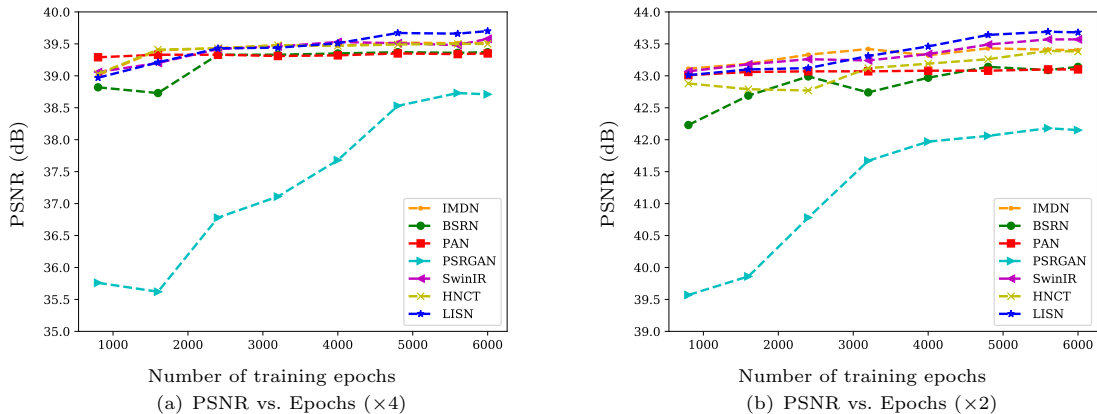 40.0
39.5
39.0
38.5
38.0
37.5
37.0
36.5
36.0
35.5
35.0
PSNR (dB)
1000 2000 3000 4000 5000 6000
IMDN
BSRN
PAN
PSRGAN
SwinIR
HNCT
LISN
Number of training epochs
(a) PSNR vs. Epochs (×4)
44.0
43.5
43.0
42.5
42.0
41.5
41.0
40.5
40.0
39.5
39.0
PSNR (dB)
1000 2000 3000 4000 5000 6000
IMDN
BSRN
PAN
PSRGAN
SwinIR
HNCT
LISN
Number of training epochs
(b) PSNR vs. Epochs (×2)